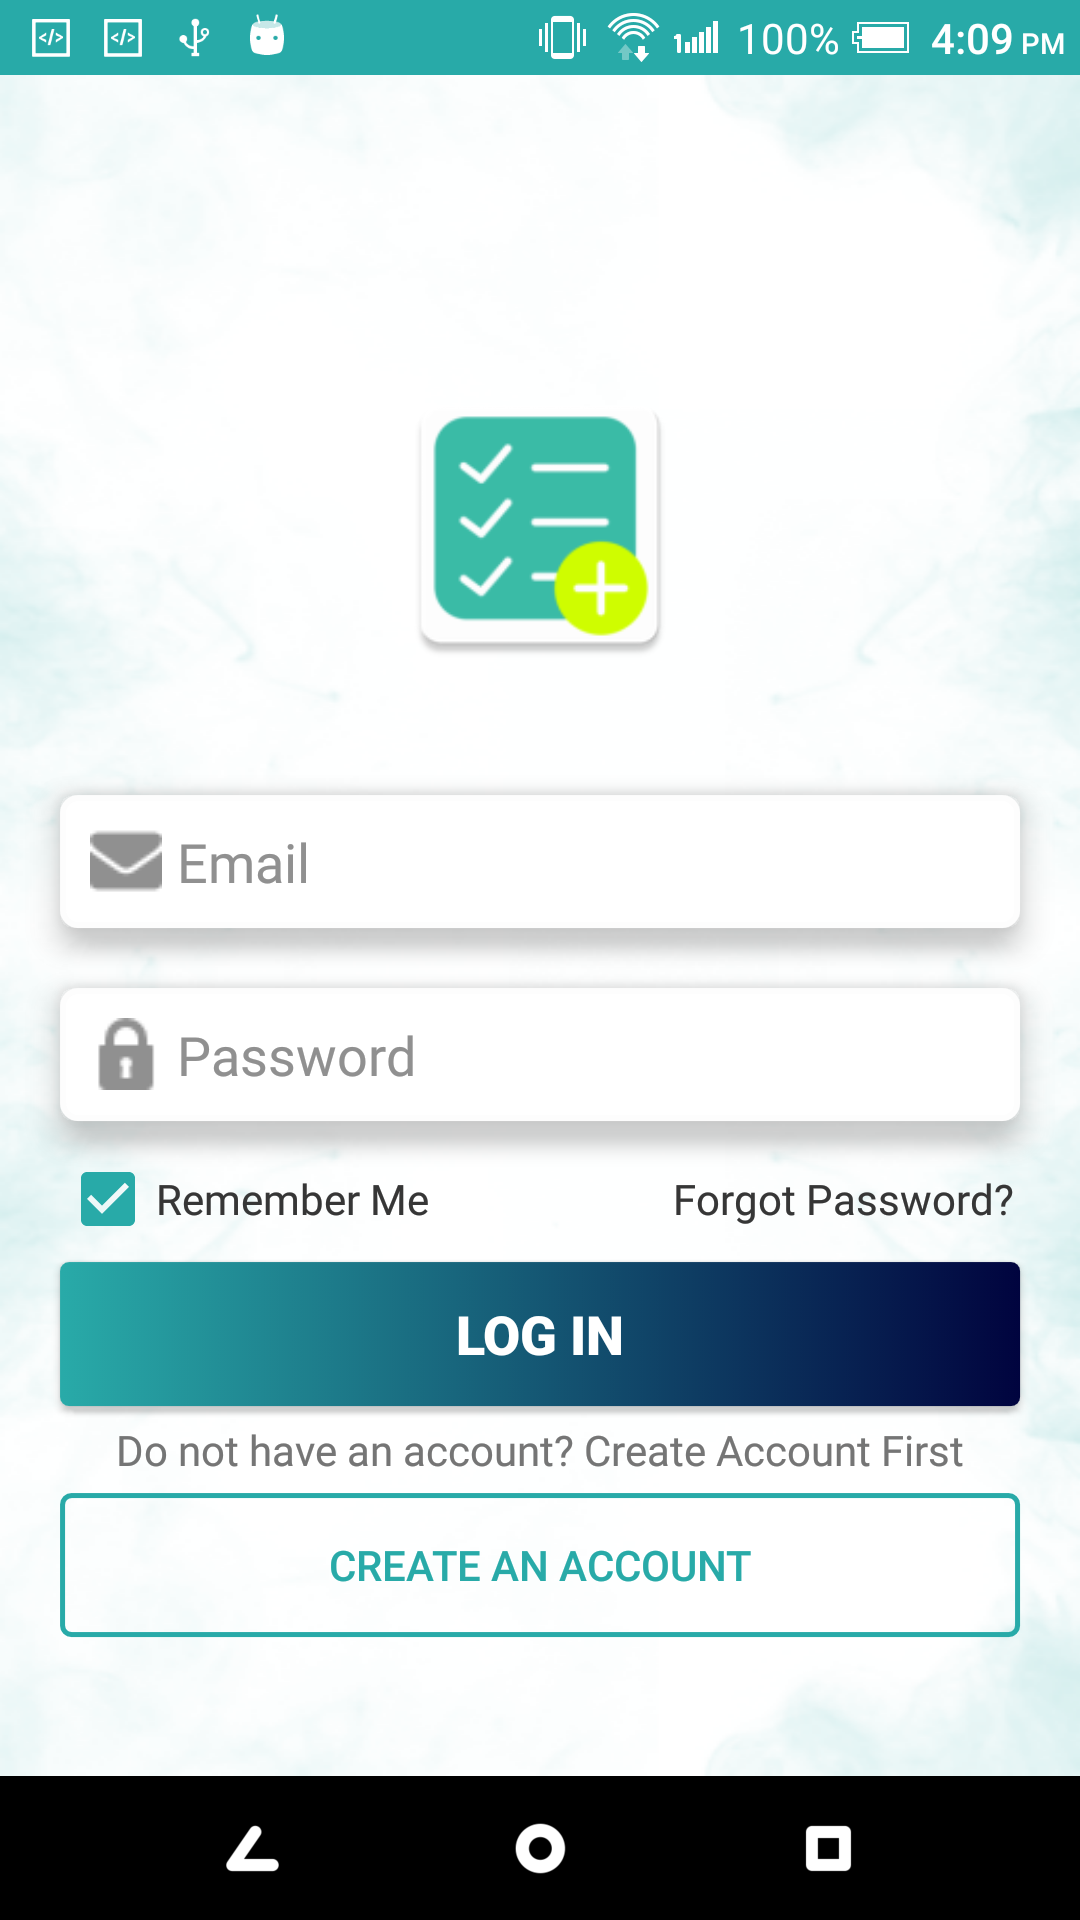 100% 4:09 PM
Email
Password
Remember Me Forgot Password?
LOG IN
Do not have an account? Create Account First
CREATE AN ACCOUNT